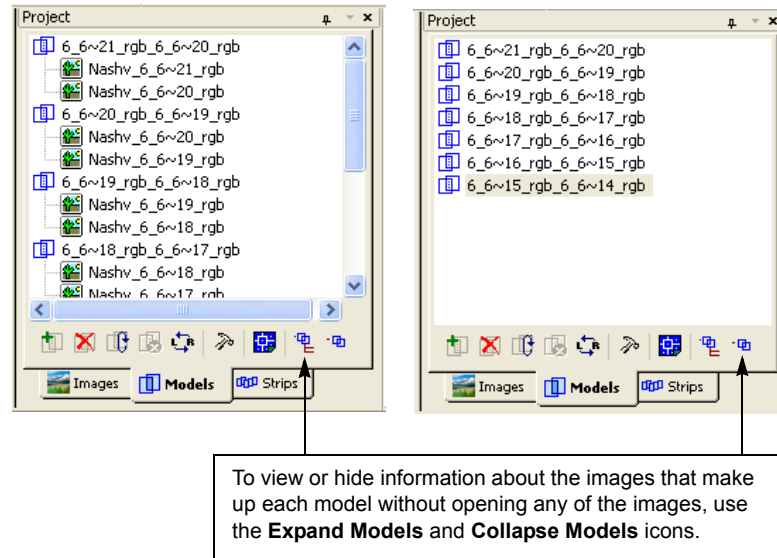 Project
6_6~21_rgb_6_6~20_rgb
Nashv_6_6~21_rgb
Nashv_6_6~20_rgb
6_6~20_rgb_6_6~19_rgb
Nashv_6_6~20_rgb
Nashv_6_6~19_rgb
6_6~19_rgb_6_6~18_rgb
Nashv_6_6~19_rgb
Nashv_6_6~18_rgb
6_6~18_rgb_6_6~17_rgb
Nashv_6_6~18_rgb
Nashv_6_6~17_rgb
Images Models Strips
Project
6_6~21_rgb_6_6~20_rgb
6_6~20_rgb_6_6~19_rgb
6_6~19_rgb_6_6~18_rgb
6_6~18_rgb_6_6~17_rgb
6_6~17_rgb_6_6~16_rgb
6_6~16_rgb_6_6~15_rgb
6_6~15_rgb_6_6~14_rgb
Images Models Strips
To view or hide information about the images that make
up each model without opening any of the images, use
the Expand Models and Collapse Models icons.